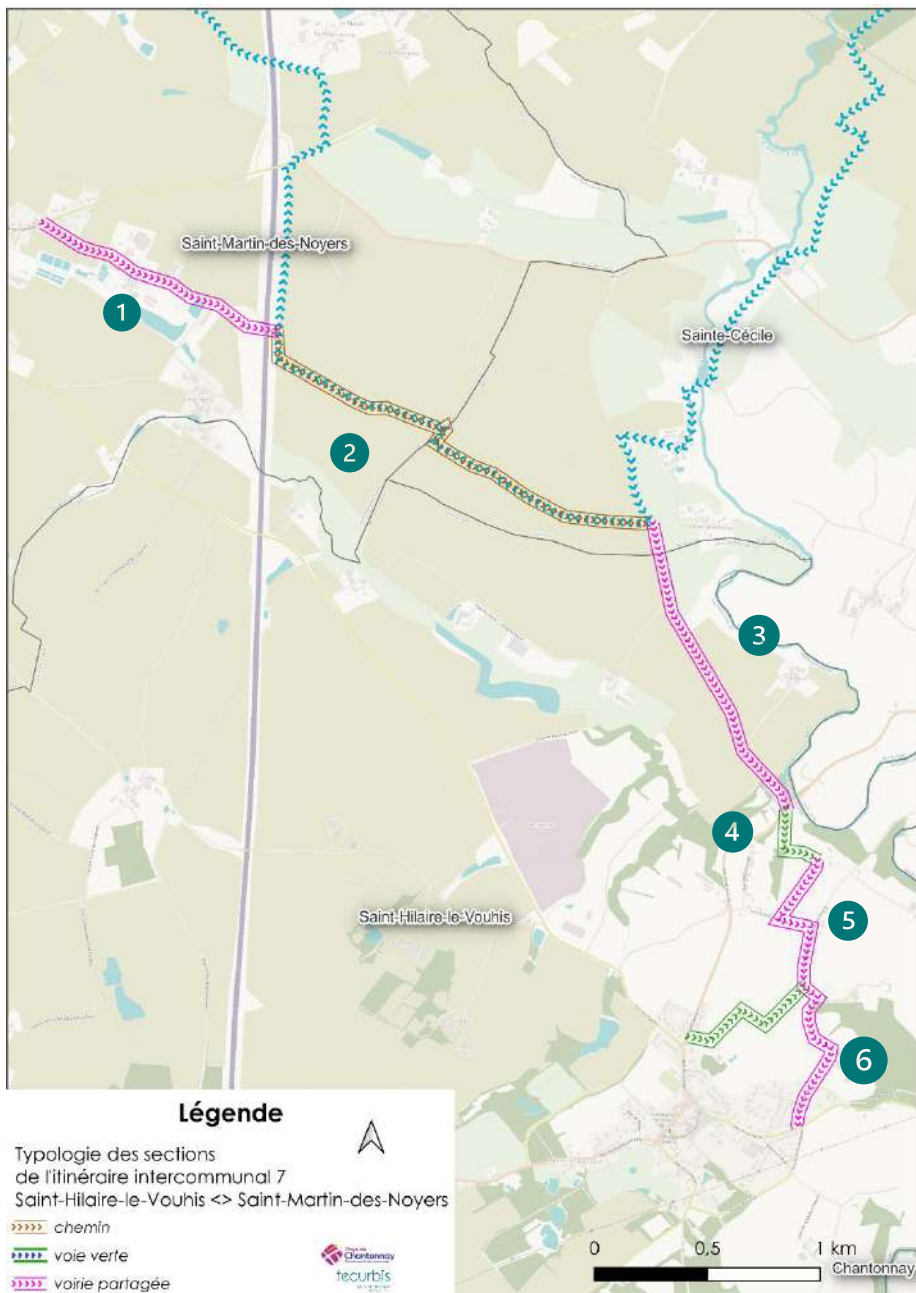 Saint-Martin-des-Noyers
1
Sainte-Cécile
2
3
4
Saint-Hilaire-le-Vouhis
5
6
Légende
Typologie des sections
de l'itinéraire intercommunal 7
Saint-Hilaire-le-Vouhis <> Saint-Martin-des-Noyers
chemin
voie verte
voirie partagée
Chantonnay
tecurbis
0 0,5 1 km
Chantonnay